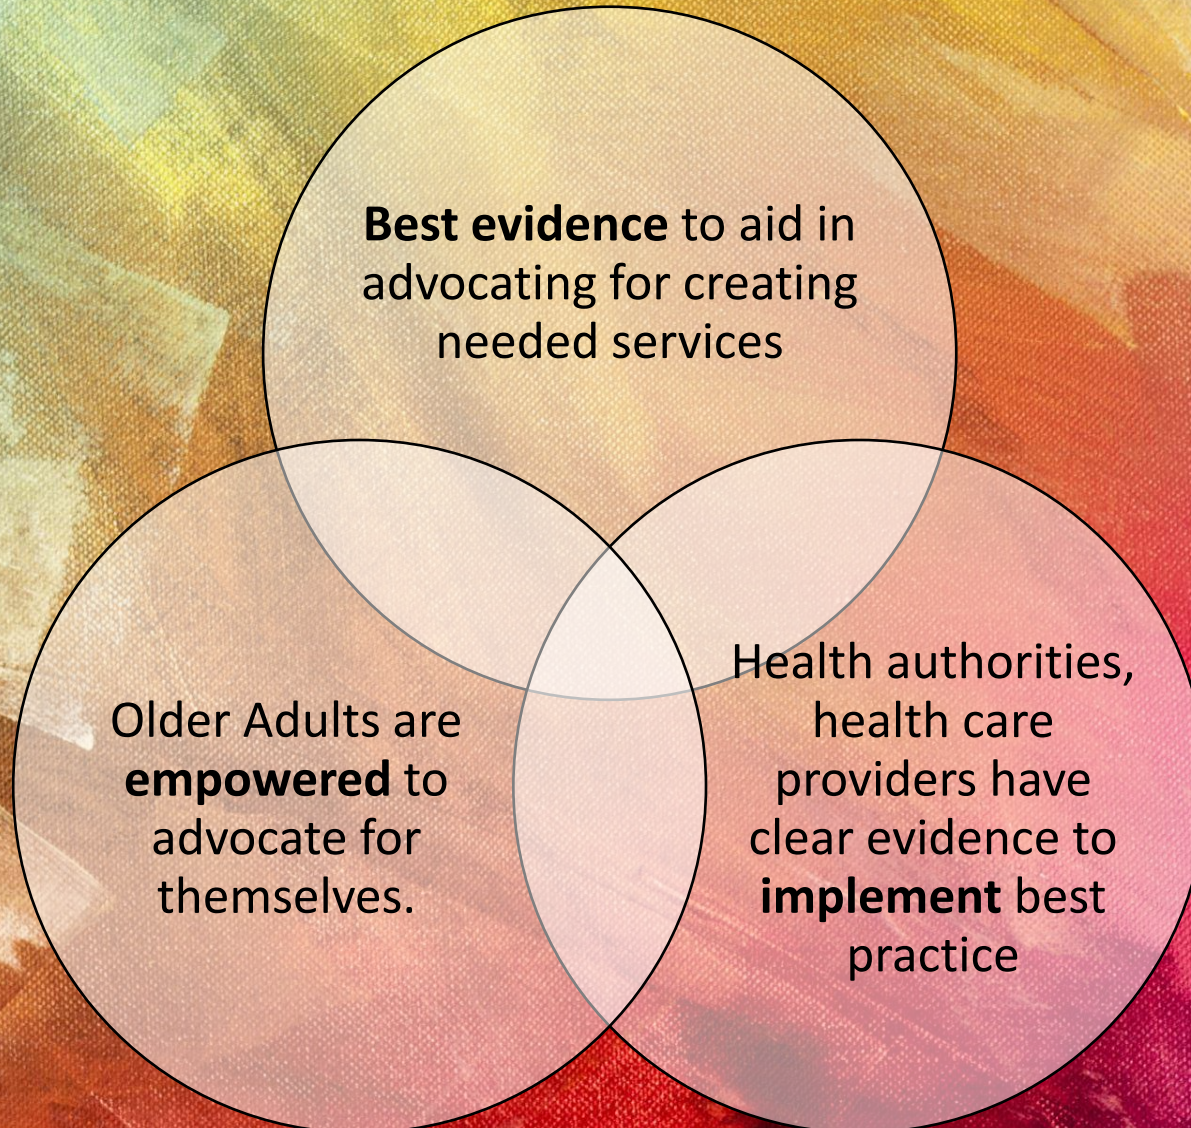 Best evidence to aid in
advocating for creating
needed services
Older Adults are
empowered to
advocate for
themselves.
Health authorities,
health care
providers have
clear evidence to
implement best
practice